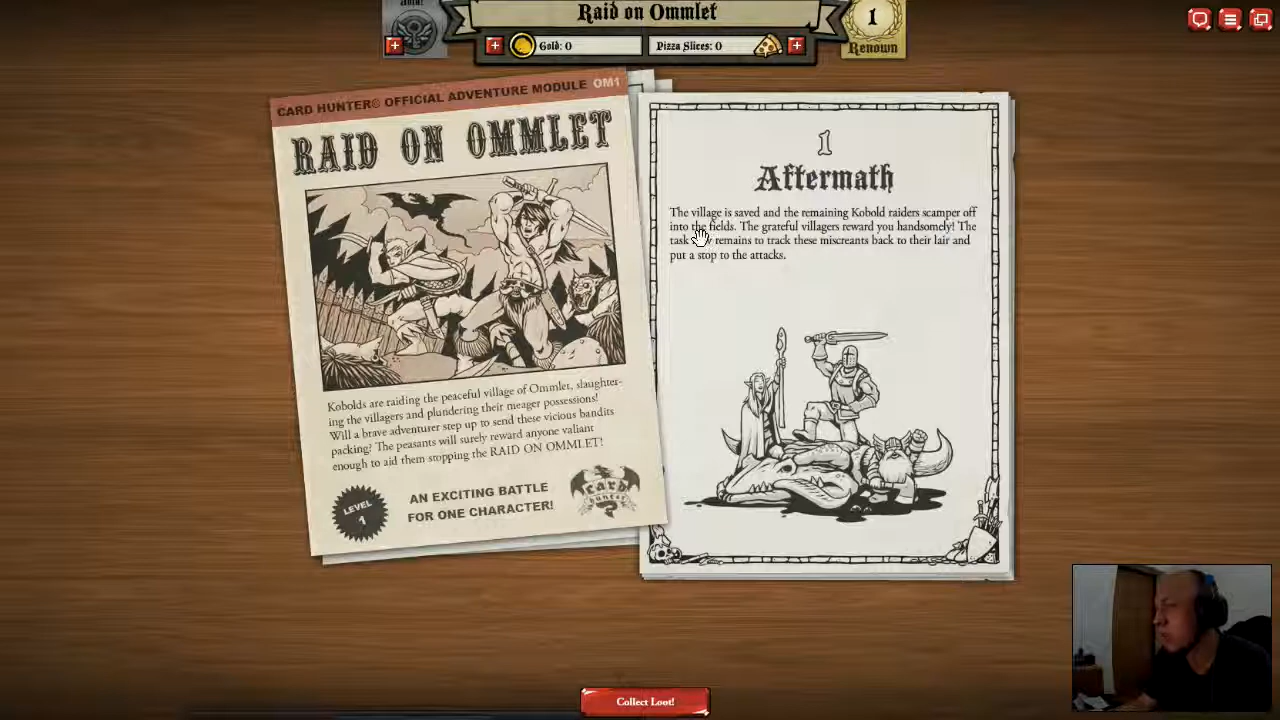 Raid on Ommlet
Gold: 0
Pizza Slices: 0
1
Renown
CARD HUNTER® OFFICIAL ADVENTURE MODULE OM1
RAID ON OMMLET
Kobolds are raiding the peaceful village of Ommlet, slaughter-
ing the villagers and plundering their meager possessions!
Will a brave adventurer step up to send these vicious bandits
packing? The peasants will surely reward anyone valiant
enough to aid them stopping the RAID ON OMMLET!
LEVEL
1
AN EXCITING BATTLE
FOR ONE CHARACTER!
card
hunter
1
Aftermath
The village is saved and the remaining Kobold raiders scamper off
into the fields. The grateful villagers reward you handsomely! The
task remains to track these miscreants back to their lair and
put a stop to the attacks.
Collect Loot!